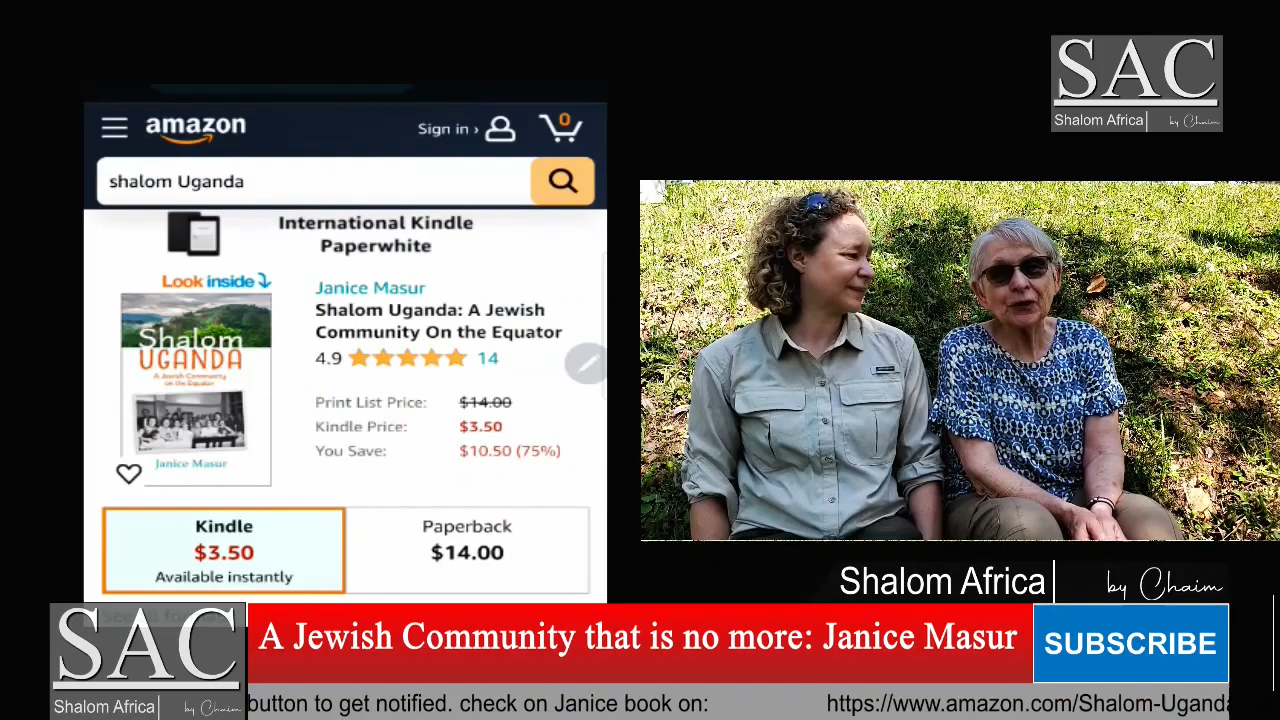 SAC
Shalom Africa
by Chaim
amazon
Sign in ›
0
shalom Uganda
International Kindle
Paperwhite
Look inside
Shalom
UGANDA
A Jewish Community
on the Equator
Janice Masur
Janice Masur
Shalom Uganda: A Jewish
Community On the Equator
4.9
14
Print List Price: $14.00
Kindle Price: $3.50
You Save: $10.50 (75%)
Kindle
$3.50
Available instantly
Paperback
$14.00
Shalom Africa
by Chaim
SAC
Shalom Africa
by Chaim
A Jewish Community that is no more: Janice Masur
SUBSCRIBE
button to get notified. check on Janice book on: https://www.amazon.com/Shalom-Uganda